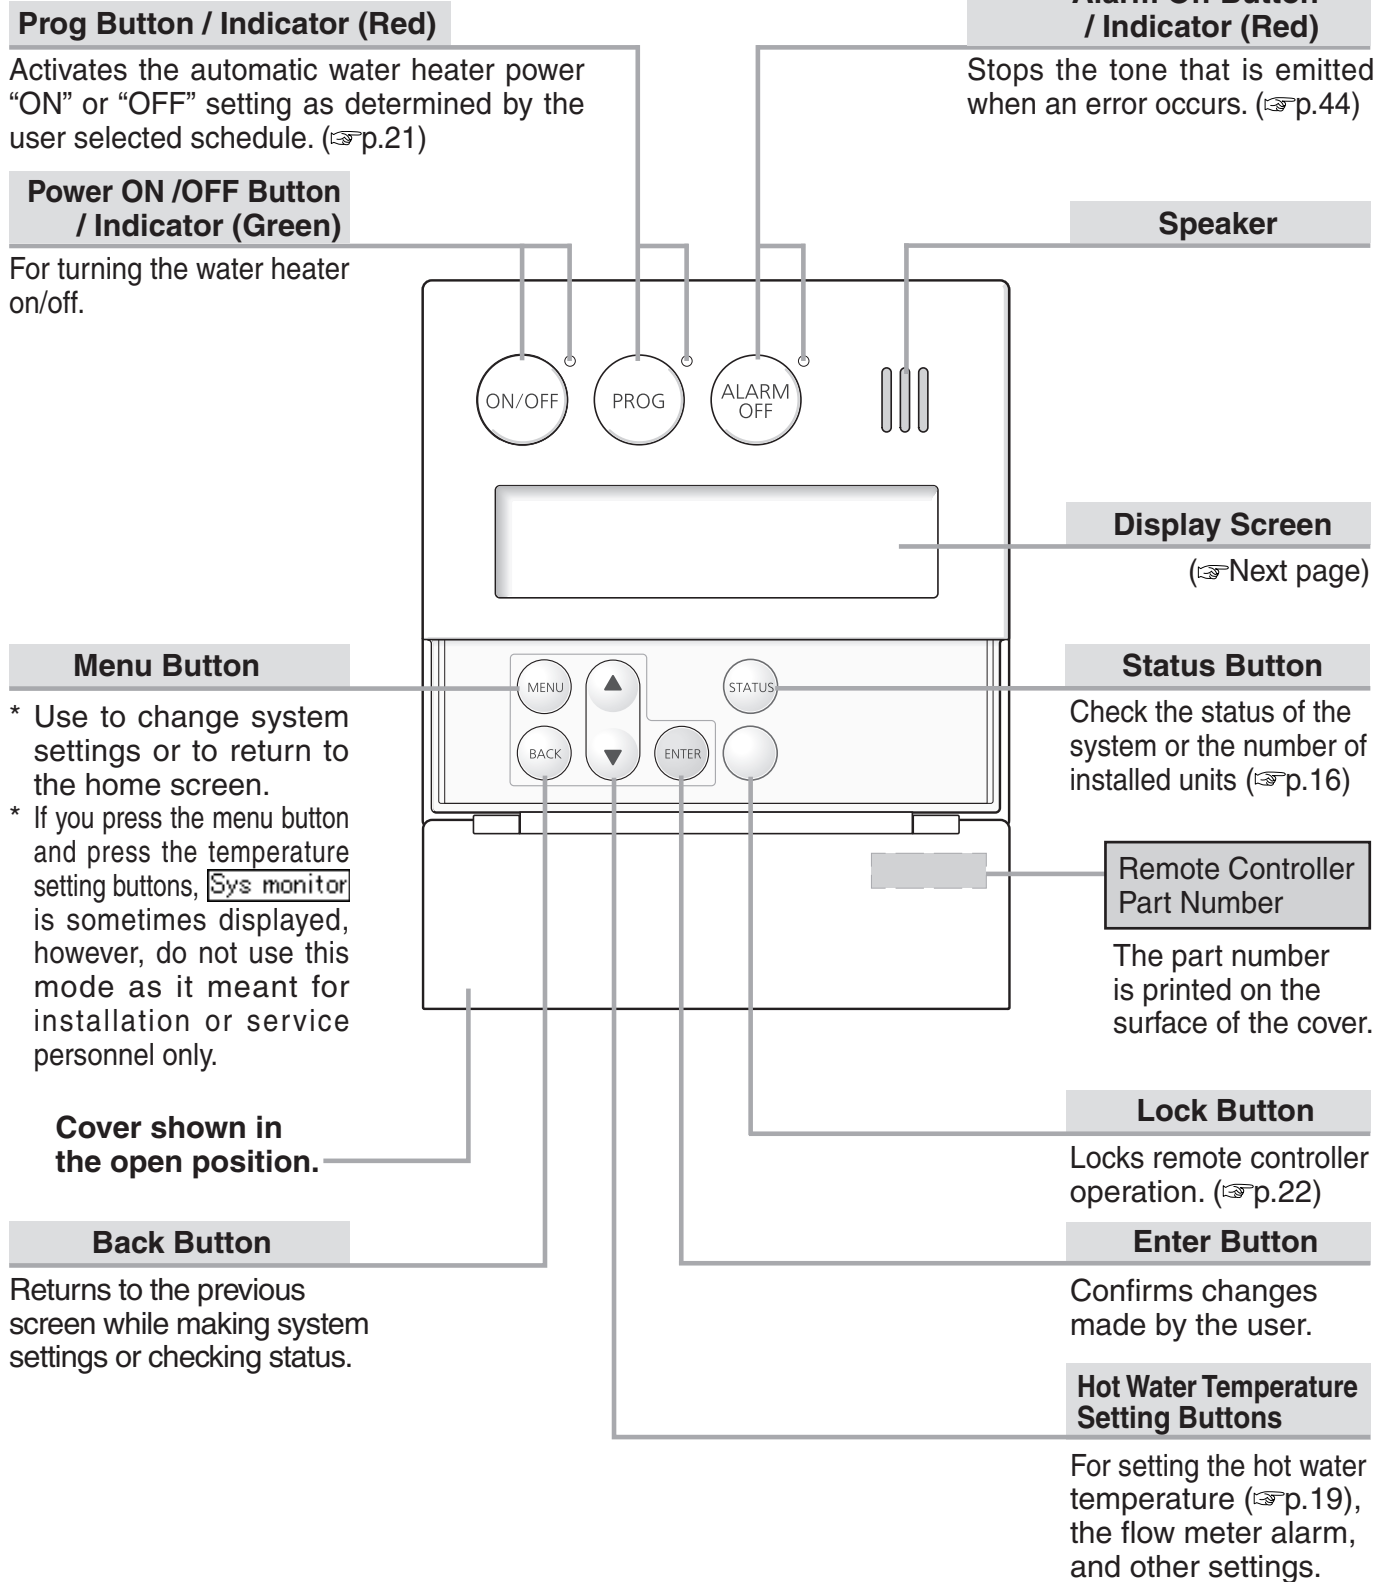 Prog Button / Indicator (Red)
Activates the automatic water heater power
“ON” or “OFF” setting as determined by the
user selected schedule. (☞p.21)
Alarm Off Button
/ Indicator (Red)
Stops the tone that is emitted
when an error occurs. (☞p.44)
Power ON /OFF Button
/ Indicator (Green)
For turning the water heater
on/off.
Speaker
ON/OFF
PROG
ALARM
OFF
Display Screen
(☞Next page)
Menu Button
* Use to change system
settings or to return to
the home screen.
* If you press the menu button
and press the temperature
setting buttons, Sys monitor
is sometimes displayed,
however, do not use this
mode as it meant for
installation or service
personnel only.
MENU
▲
STATUS
BACK
▼
ENTER
Status Button
Check the status of the
system or the number of
installed units (☞p.16)
Remote Controller
Part Number
The part number
is printed on the
surface of the cover.
Cover shown in
the open position.
Lock Button
Locks remote controller
operation. (☞p.22)
Back Button
Returns to the previous
screen while making system
settings or checking status.
Enter Button
Confirms changes
made by the user.
Hot Water Temperature
Setting Buttons
For setting the hot water
temperature (☞p.19),
the flow meter alarm,
and other settings.